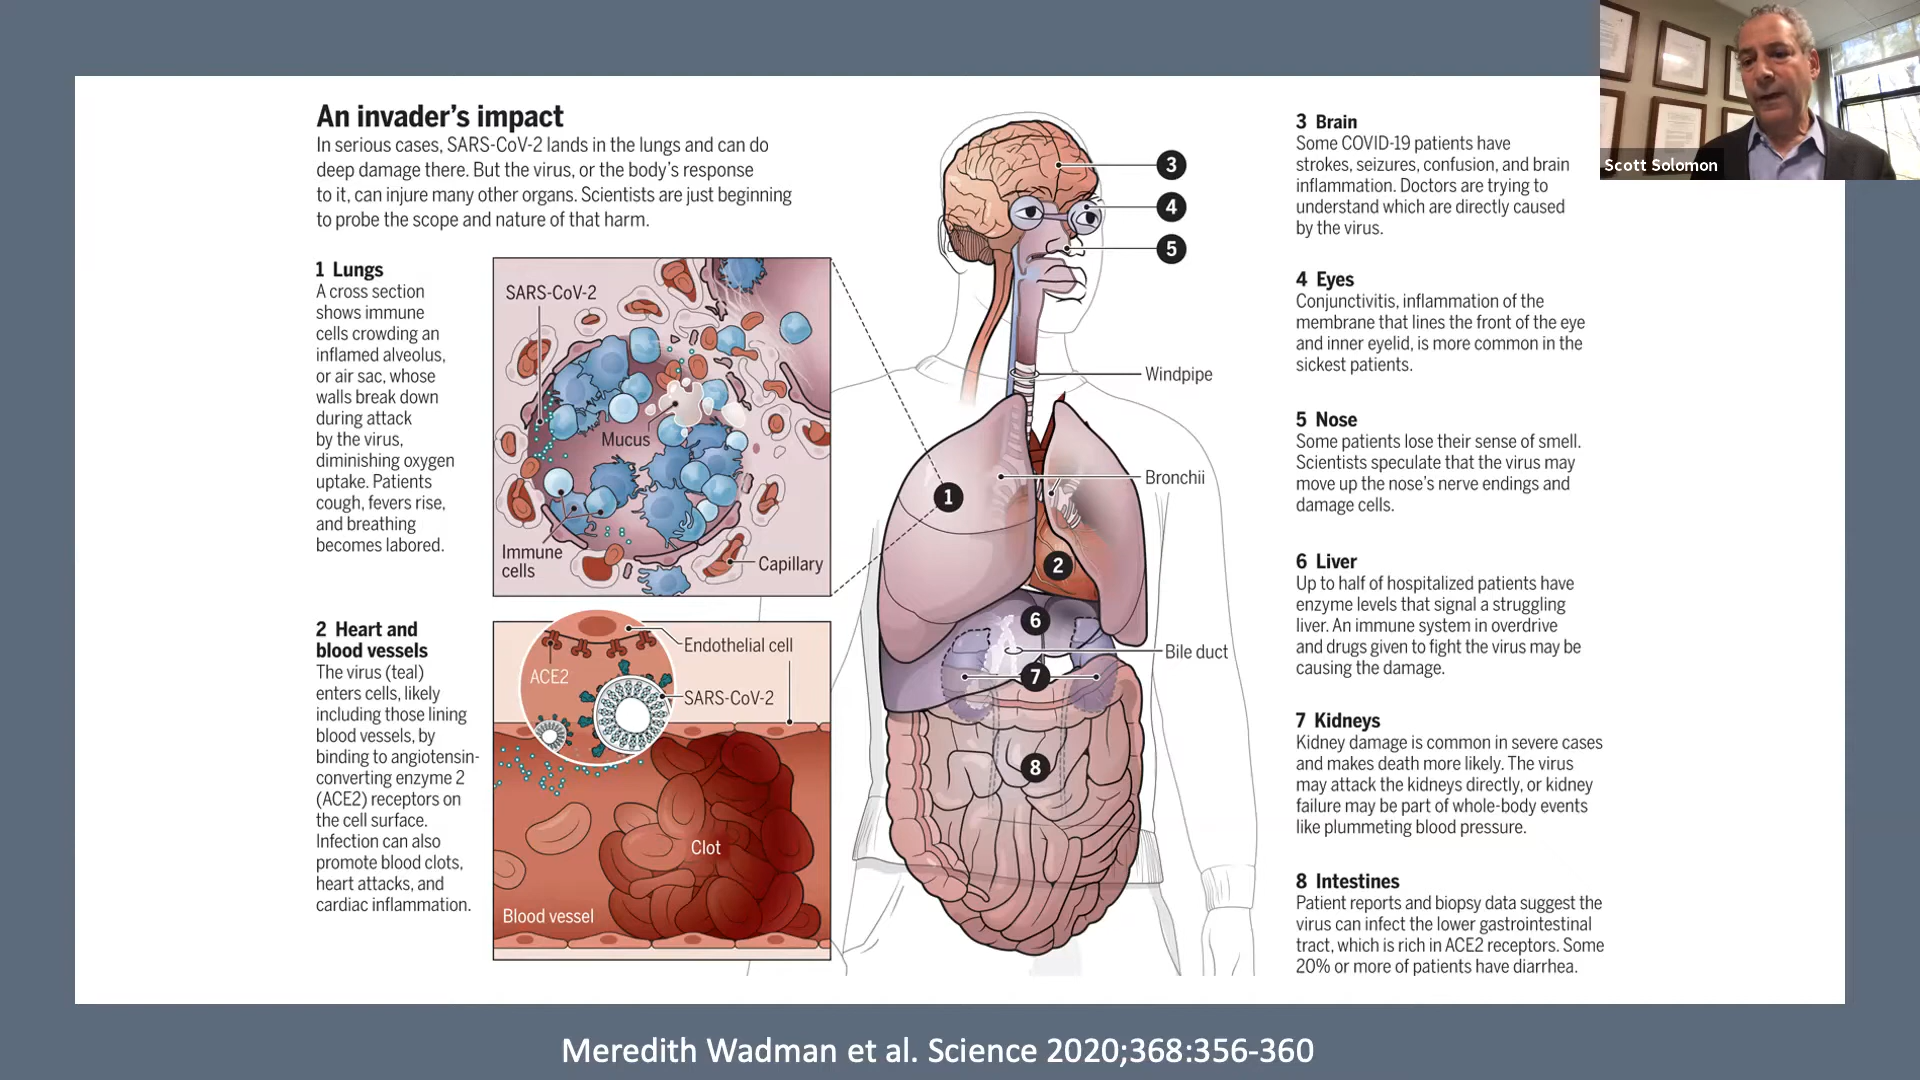 An invader’s impact
In serious cases, SARS-CoV-2 lands in the lungs and can do
deep damage there. But the virus, or the body’s response
to it, can injure many other organs. Scientists are just beginning
to probe the scope and nature of that harm.
1 Lungs
A cross section
shows immune
cells crowding an
inflamed alveolus,
or air sac, whose
walls break down
during attack
by the virus,
diminishing oxygen
uptake. Patients
cough, fevers rise,
and breathing
becomes labored.
SARS-CoV-2
Mucus
Immune
cells
Capillary
2 Heart and
blood vessels
The virus (teal)
enters cells, likely
including those lining
blood vessels, by
binding to angiotensin-
converting enzyme 2
(ACE2) receptors on
the cell surface.
Infection can also
promote blood clots,
heart attacks, and
cardiac inflammation.
Endothelial cell
ACE2
SARS-CoV-2
Clot
Blood vessel
3
4
5
Windpipe
Bronchii
1
2
6
Bile duct
7
8
3 Brain
Some COVID-19 patients have
strokes, seizures, confusion, and brain
inflammation. Doctors are trying to
understand which are directly caused
by the virus.
4 Eyes
Conjunctivitis, inflammation of the
membrane that lines the front of the eye
and inner eyelid, is more common in the
sickest patients.
5 Nose
Some patients lose their sense of smell.
Scientists speculate that the virus may
move up the nose’s nerve endings and
damage cells.
6 Liver
Up to half of hospitalized patients have
enzyme levels that signal a struggling
liver. An immune system in overdrive
and drugs given to fight the virus may be
causing the damage.
7 Kidneys
Kidney damage is common in severe cases
and makes death more likely. The virus
may attack the kidneys directly, or kidney
failure may be part of whole-body events
like plummeting blood pressure.
8 Intestines
Patient reports and biopsy data suggest the
virus can infect the lower gastrointestinal
tract, which is rich in ACE2 receptors. Some
20% or more of patients have diarrhea.
Scott Solomon
Meredith Wadman et al. Science 2020;368:356-360